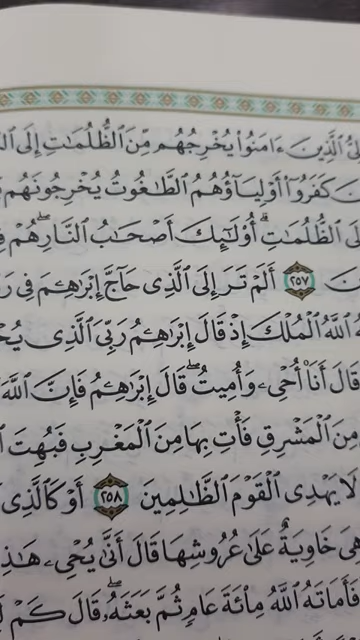 ٱلَّذِينَ ءَامَنُوا۟ يُخْرِجُهُم مِّنَ ٱلظُّلُمَـٰتِ إِلَى
كَفَرُوٓا۟ أَوْلِيَآؤُهُمُ ٱلطَّـٰغُوتُ يُخْرِجُونَهُم
ٱلظُّلُمَـٰتِ ۗ أُو۟لَـٰٓئِكَ أَصْحَـٰبُ ٱلنَّارِ ۖ هُمْ
٢٥٧ أَلَمْ تَرَ إِلَى ٱلَّذِى حَآجَّ إِبْرَٰهِـۧمَ فِى
ٱللَّهُ ٱلْمُلْكَ إِذْ قَالَ إِبْرَٰهِـۧمُ رَبِّىَ ٱلَّذِى
قَالَ أَنَا۠ أُحْىِۦ وَأُمِيتُ ۖ قَالَ إِبْرَٰهِـۧمُ فَإِنَّ ٱللَّهَ
مِنَ ٱلْمَشْرِقِ فَأْتِ بِهَا مِنَ ٱلْمَغْرِبِ فَبُهِتَ
لَا يَهْدِى ٱلْقَوْمَ ٱلظَّـٰلِمِينَ ٢٥٨ أَوْ كَٱلَّذِى
هِىَ خَاوِيَةٌ عَلَىٰ عُرُوشِهَا قَالَ أَنَّىٰ يُحْىِۦ هَـٰذِهِ
فَأَمَاتَهُ ٱللَّهُ مِا۟ئَةَ عَامٍ ثُمَّ بَعَثَهُۥ ۖ قَالَ كَمْ